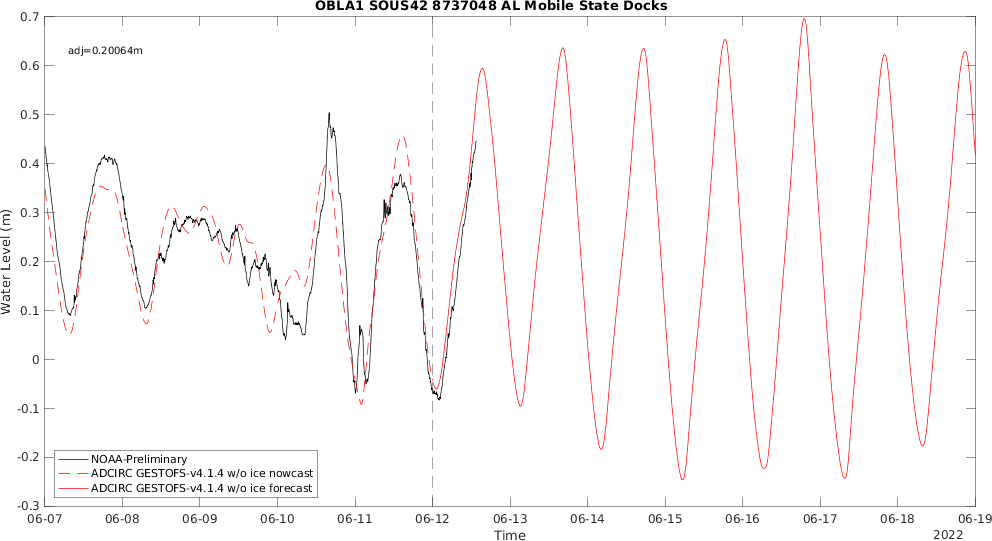 OBLA1 SOUS42 8737048 AL Mobile State Docks
adj=0.20064m
0.7
0.6
0.5
0.4
0.3
0.2
0.1
0
-0.1
-0.2
-0.3
Water Level (m)
NOAA-Preliminary
ADCIRC GESTOFS-v4.1.4 w/o ice nowcast
ADCIRC GESTOFS-v4.1.4 w/o ice forecast
06-07 06-08 06-09 06-10 06-11 06-12 06-13 06-14 06-15 06-16 06-17 06-18 06-19
Time
2022